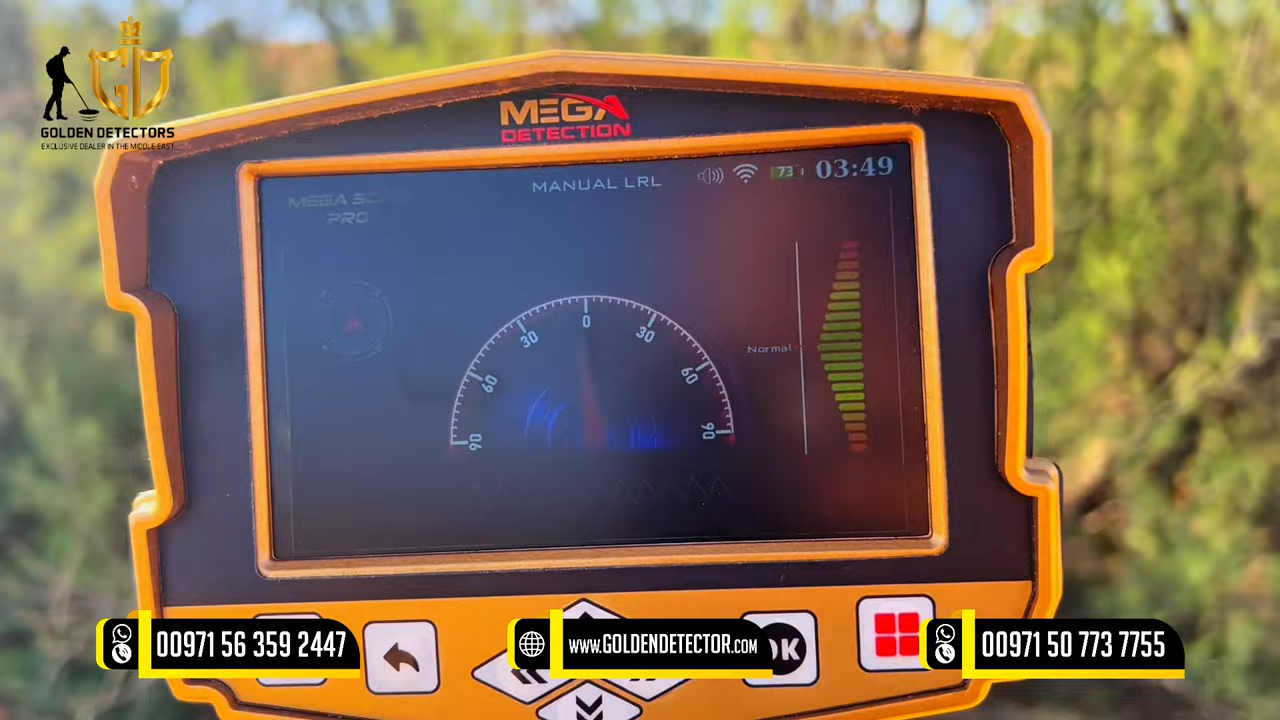 GOLDEN DETECTORS
EXCLUSIVE DEALER IN THE MIDDLE EAST
MEGA
DETECTION
MANUAL LRL
73
03:49
MEGA SCAN
PRO
0
30
30
60
60
90
90
Normal
OK
00971 56 359 2447
www.GOLDENDETECTOR.com
00971 50 773 7755